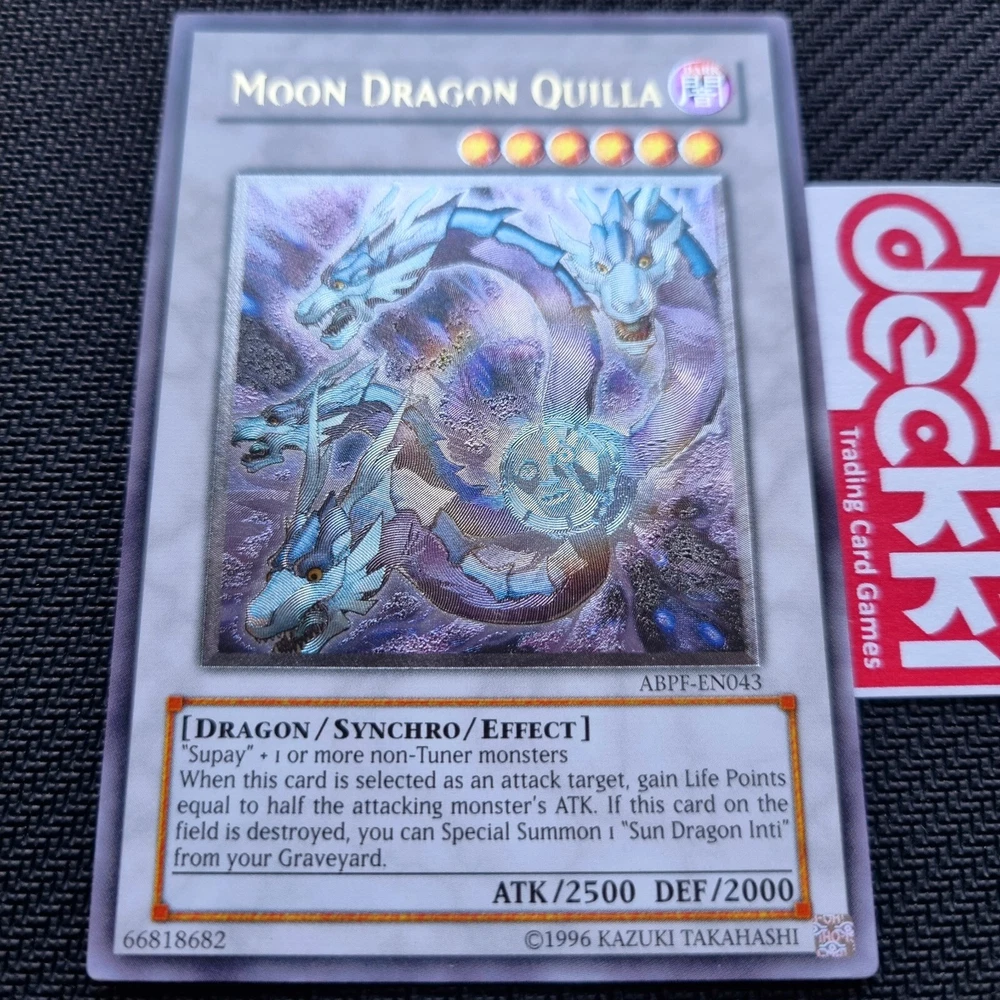 MOON DRAGON QUILLA
DARK
闇
ABPF-EN043
[DRAGON/SYNCHRO/EFFECT]
"Supay" + 1 or more non-Tuner monsters
When this card is selected as an attack target, gain Life Points
equal to half the attacking monster's ATK. If this card on the
field is destroyed, you can Special Summon 1 "Sun Dragon Inti"
from your Graveyard.
ATK/2500 DEF/2000
66818682
©1996 KAZUKI TAKAHASHI
dekki
Trading Card Games